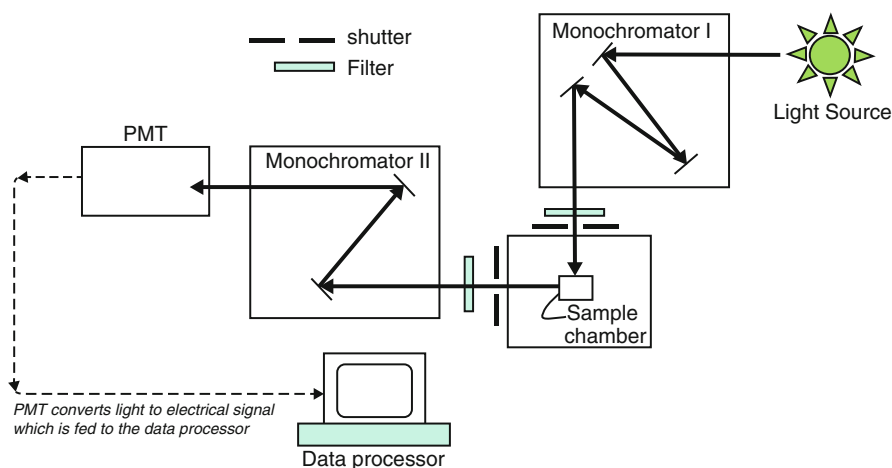 shutter
Filter
Monochromator I
Light Source
PMT
Monochromator II
Sample
chamber
PMT converts light to electrical signal
which is fed to the data processor
Data processor